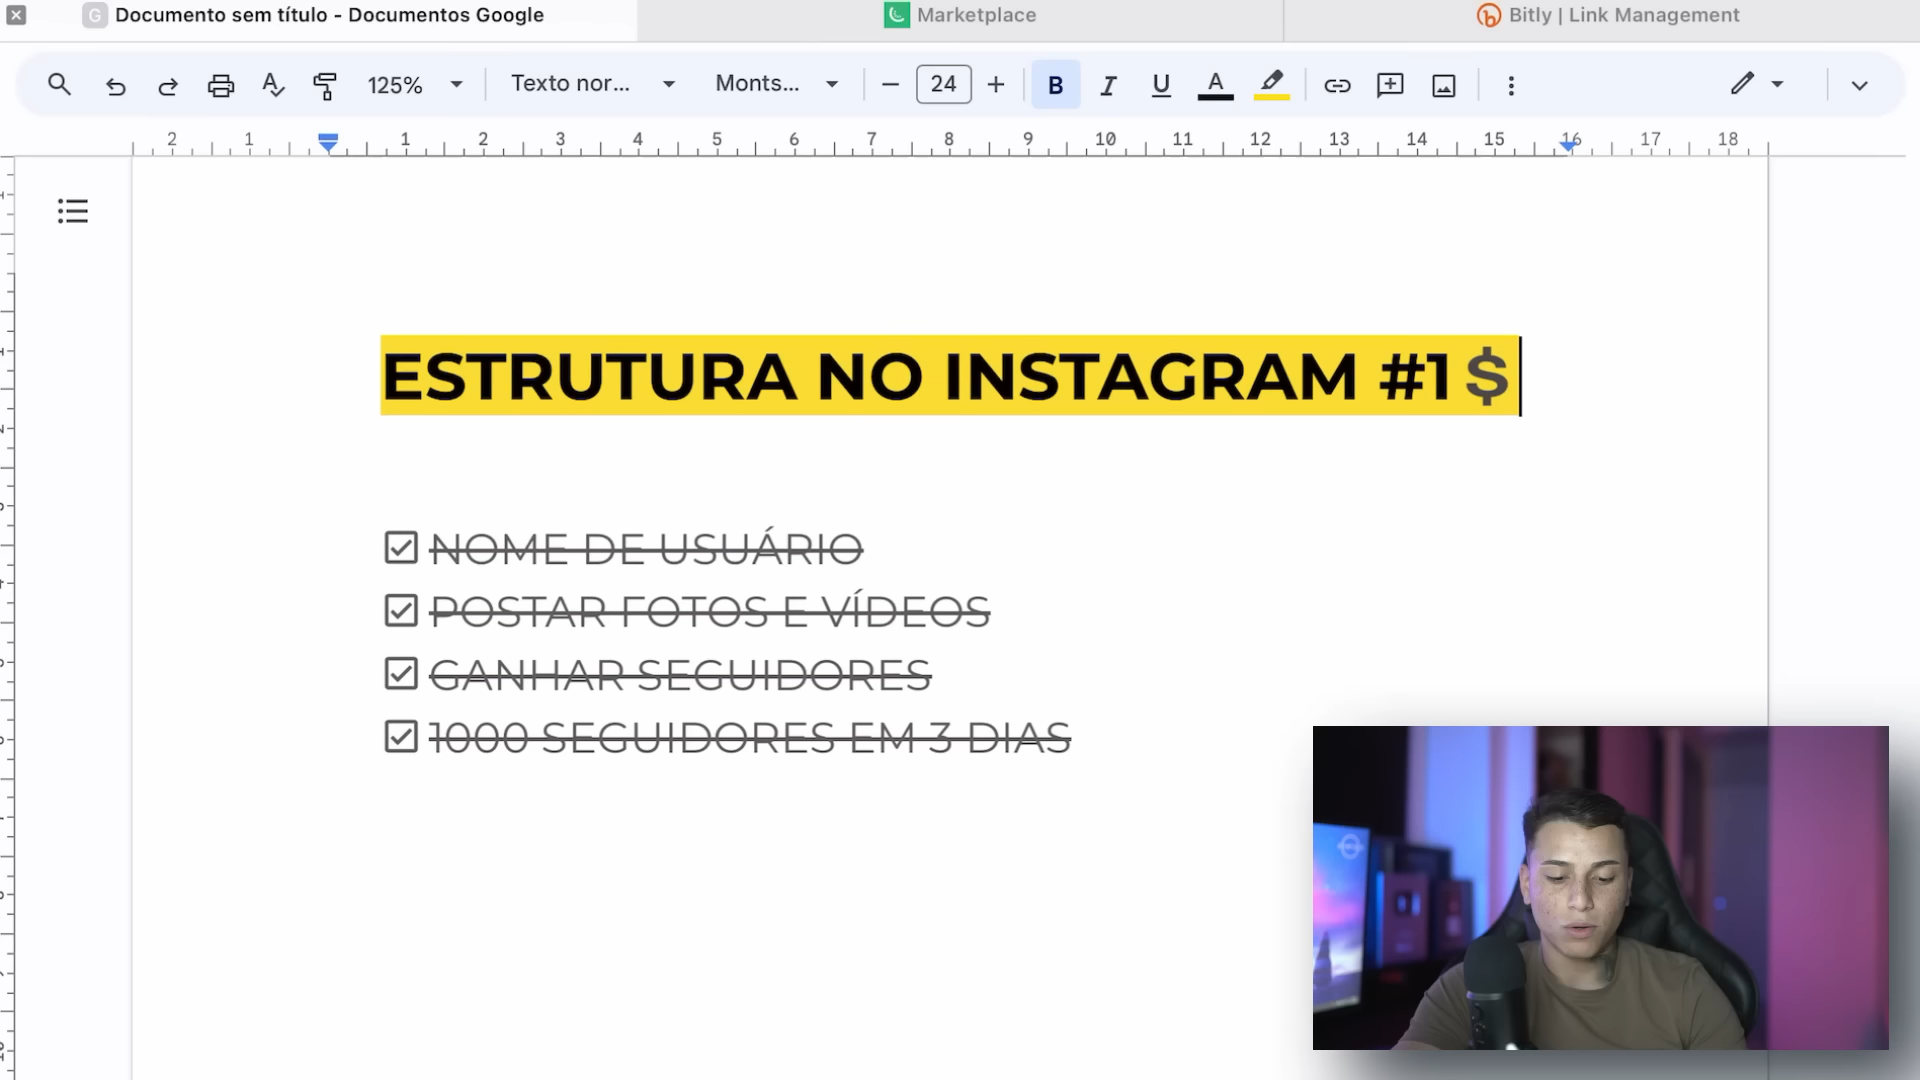 Documento sem título - Documentos Google
Marketplace
Bitly | Link Management
125% Texto nor... Monts... 24 B I U A
2 1 1 2 3 4 5 6 7 8 9 10 11 12 13 14 15 16 17 18
ESTRUTURA NO INSTAGRAM #1 $
NOME DE USUÁRIO
POSTAR FOTOS E VÍDEOS
GANHAR SEGUIDORES
1000 SEGUIDORES EM 3 DIAS